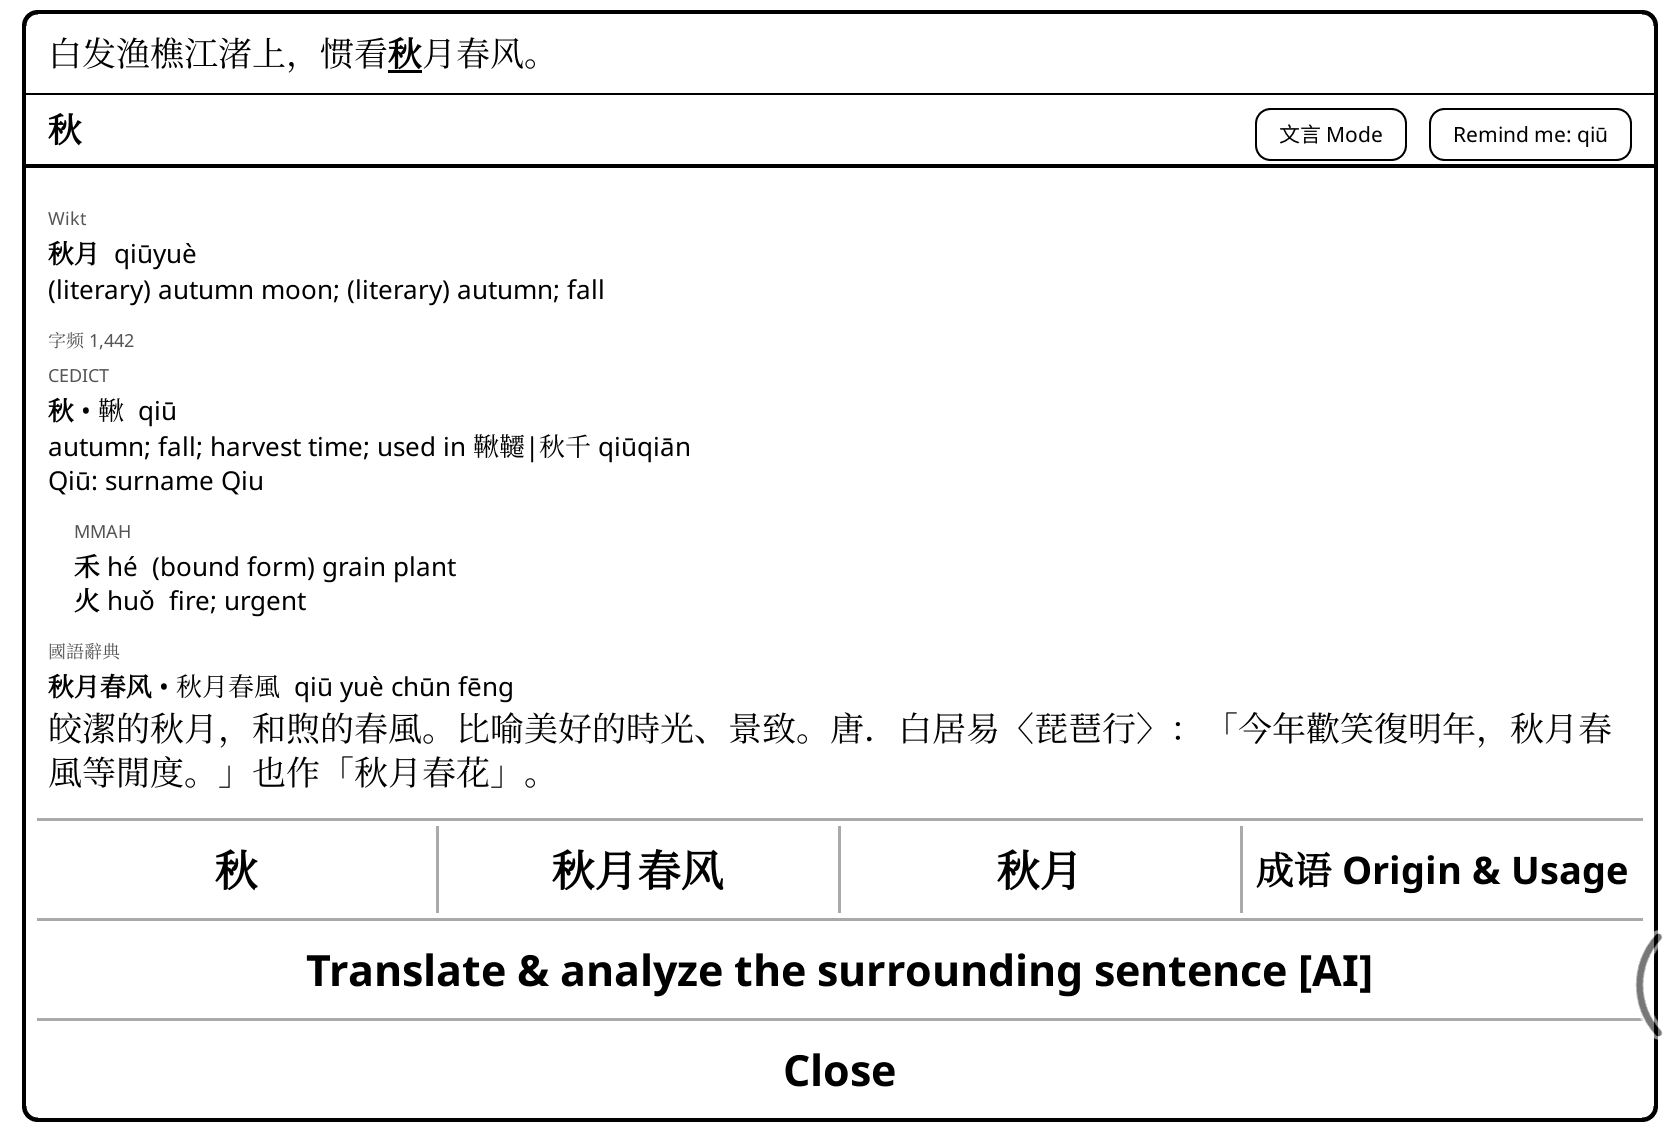 白发渔樵江渚上，惯看秋月春风。
秋
文言 Mode
Remind me: qiū
Wikt
秋月 qiūyuè
(literary) autumn moon; (literary) autumn; fall
字频 1,442
CEDICT
秋 • 鞦 qiū
autumn; fall; harvest time; used in 鞦韆|秋千 qiūqiān
Qiū: surname Qiu
MMAH
禾 hé (bound form) grain plant
火 huǒ fire; urgent
國語辭典
秋月春风 • 秋月春風 qiū yuè chūn fēng
皎潔的秋月，和煦的春風。比喻美好的時光、景致。唐．白居易〈琵琶行〉：「今年歡笑復明年，秋月春
風等閒度。」也作「秋月春花」。
秋
秋月春风
秋月
成语 Origin & Usage
Translate & analyze the surrounding sentence [AI]
Close